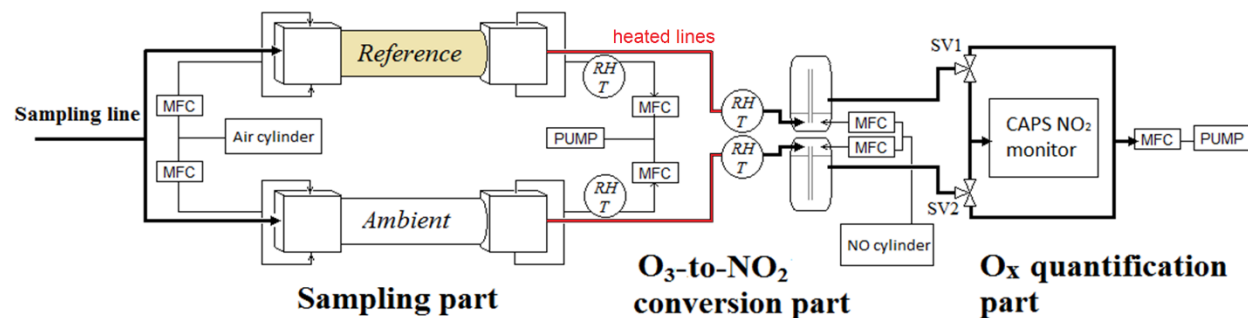 heated lines
Reference
RH
T
SV1
MFC
MFC
RH
T
MFC
Sampling line
Air cylinder
PUMP
RH
T
MFC
CAPS NO₂
monitor
MFC
PUMP
MFC
MFC
RH
T
Ambient
SV2
NO cylinder
O₃-to-NO₂
conversion part
Oₓ quantification
part
Sampling part